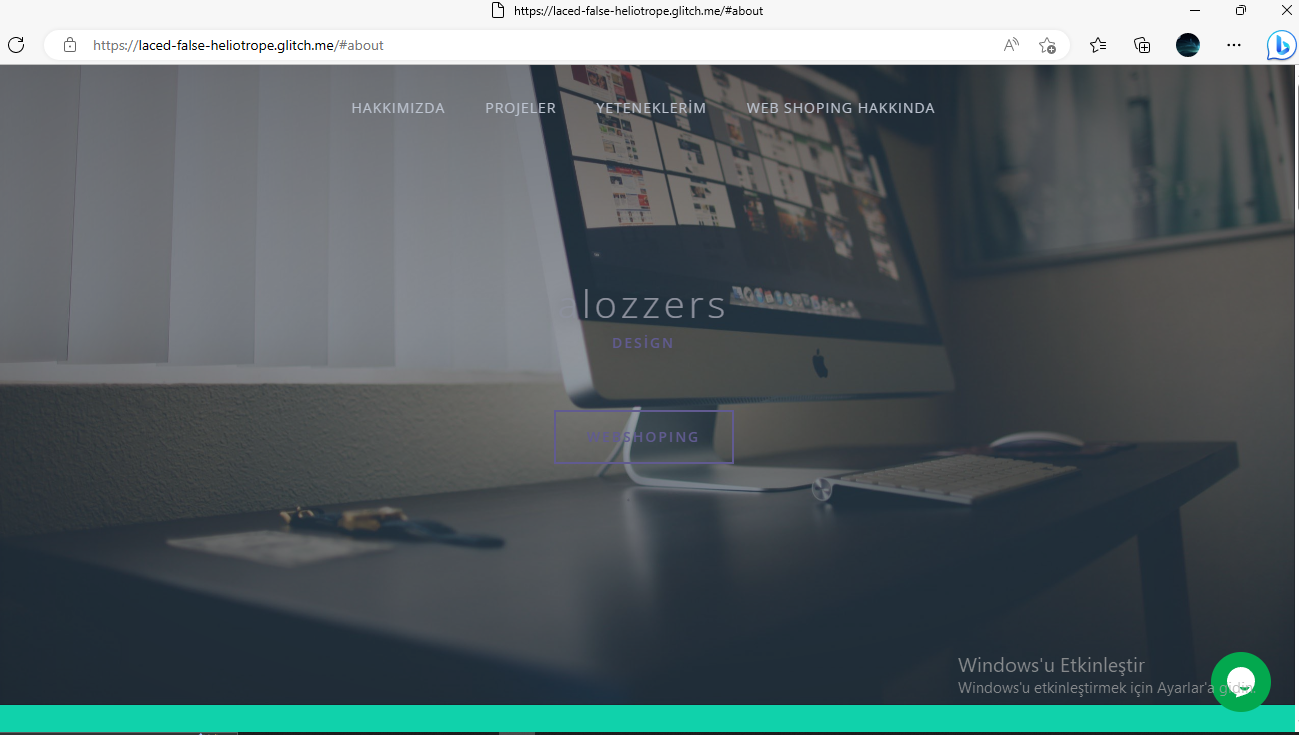 https://laced-false-heliotrope.glitch.me/#about
https://laced-false-heliotrope.glitch.me/#about
HAKKIMIZDA PROJELER YETENEKLERİM WEB SHOPING HAKKINDA
alozzers
DESİGN
WEBSHOPING
Windows'u Etkinleştir
Windows'u etkinleştirmek için Ayarlar'a gidin.